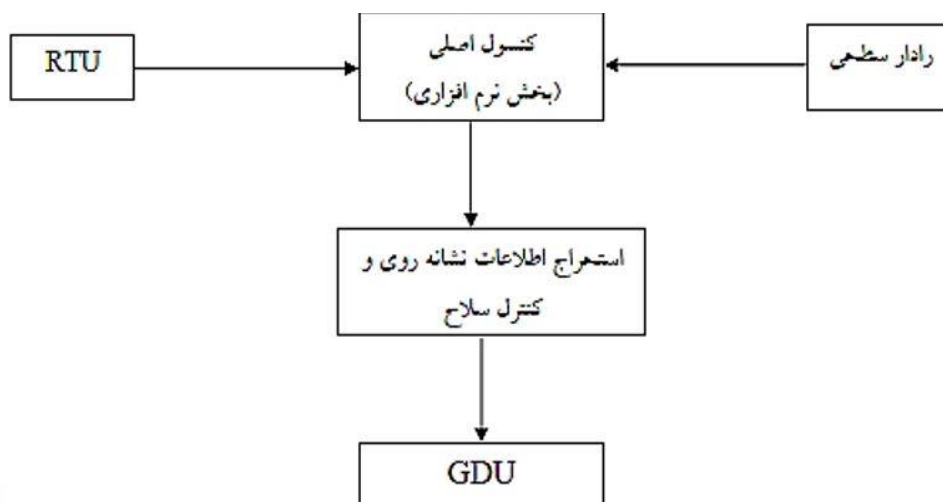 RTU
کنسول اصلی
(بخش نرم افزاری)
رادار سطحی
استخراج اطلاعات نشانه روی و
کنترل سلاح
GDU